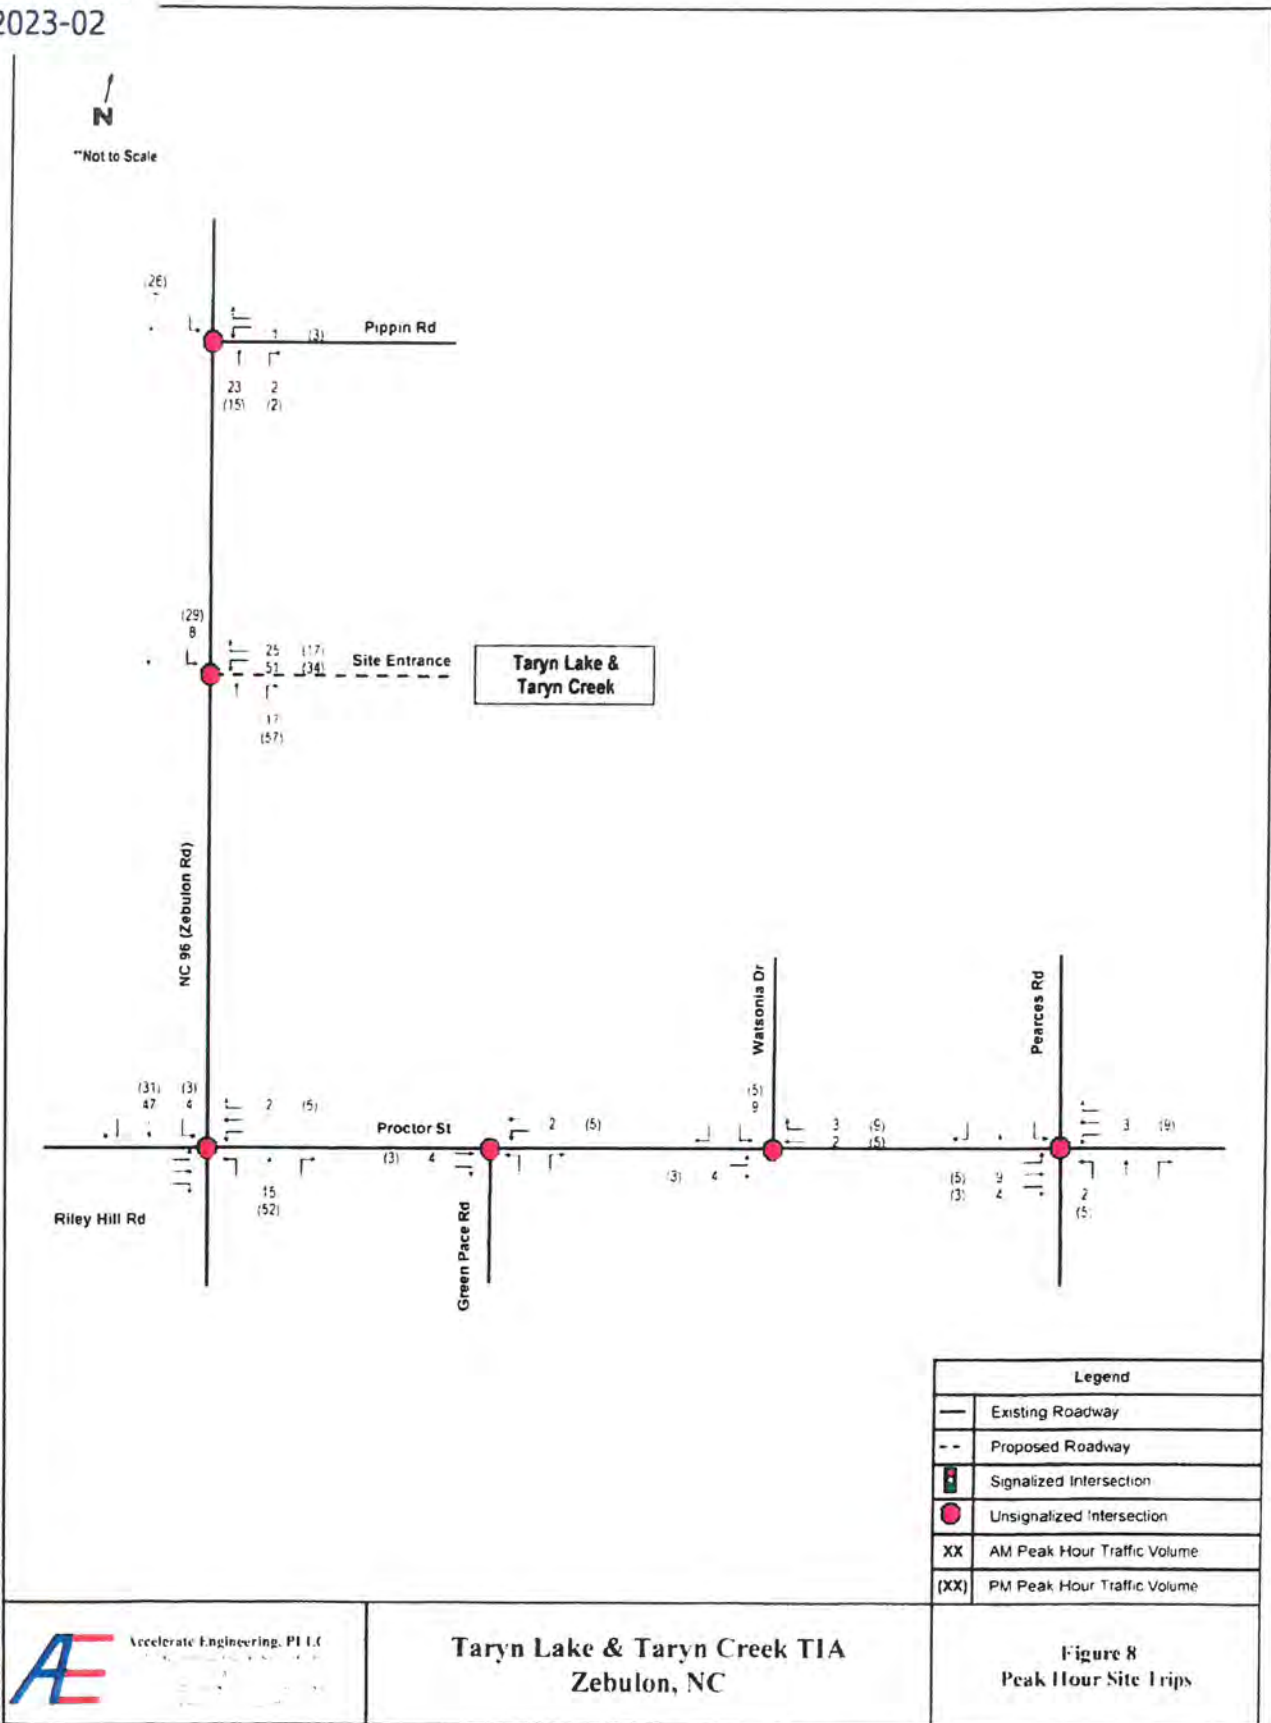 2023-02
N
**Not to Scale
(26)
1 (3)
Pippin Rd
23 2
(15) (2)
(29)
8
25 (17)
51 (34)
Site Entrance
Taryn Lake &
Taryn Creek
17
(57)
NC 96 (Zebulon Rd)
Watsonia Dr
Pearces Rd
(31) (3)
47 4
2 (5)
Proctor St
2 (5)
(5)
9
3 (9)
2 (5)
3 (9)
(3) 4
(3) 4
(5) 9
(3) 4
15
(52)
2
(5)
Riley Hill Rd
Green Pace Rd
Legend
Existing Roadway
Proposed Roadway
Signalized Intersection
Unsignalized Intersection
XX AM Peak Hour Traffic Volume
(XX) PM Peak Hour Traffic Volume
AE
Accelerate Engineering, PLLC
Taryn Lake & Taryn Creek TIA
Zebulon, NC
Figure 8
Peak Hour Site Trips